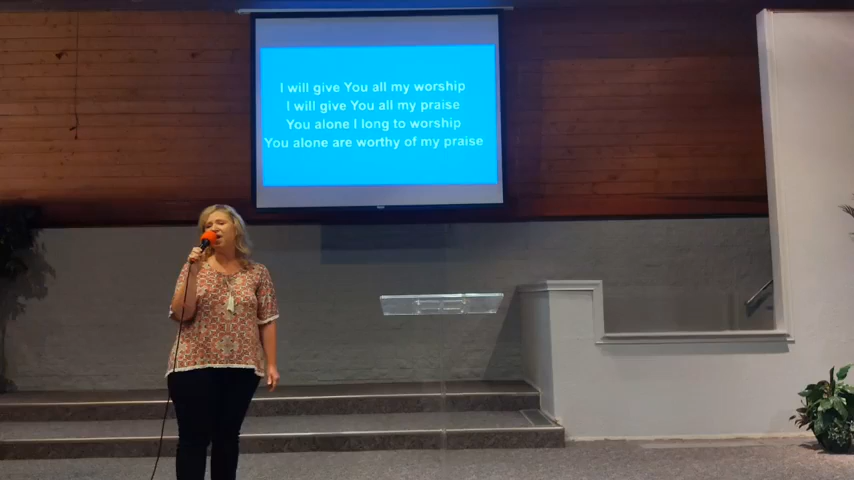 I will give You all my worship
I will give You all my praise
You alone I long to worship
You alone are worthy of my praise